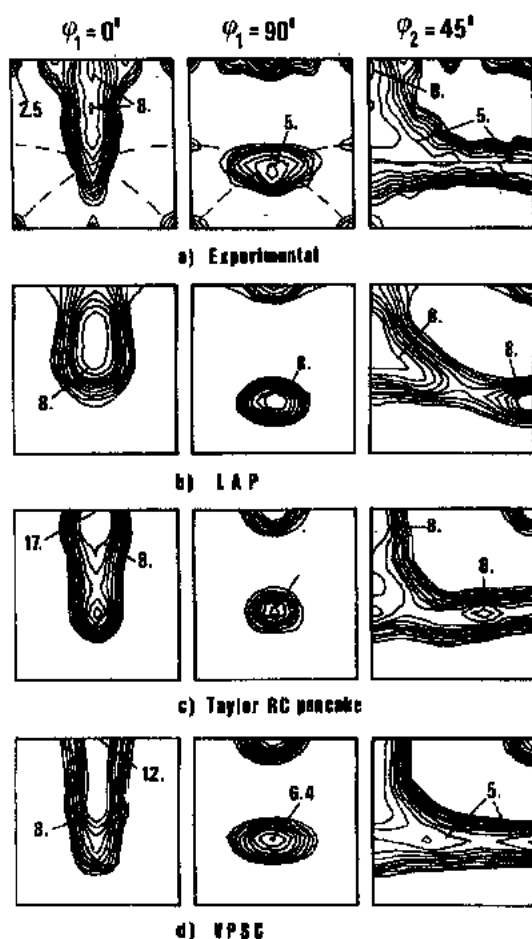 φ₁ = 0° φ₁ = 90° φ₂ = 45°
2.5 8. 5. 8. 5.
a) Experimental
8. 8. 8. 8.
b) L A P
17. 8. 8. 8.
c) Taylor RC pancake
8. 12. 6.4 5.
d) VPSC